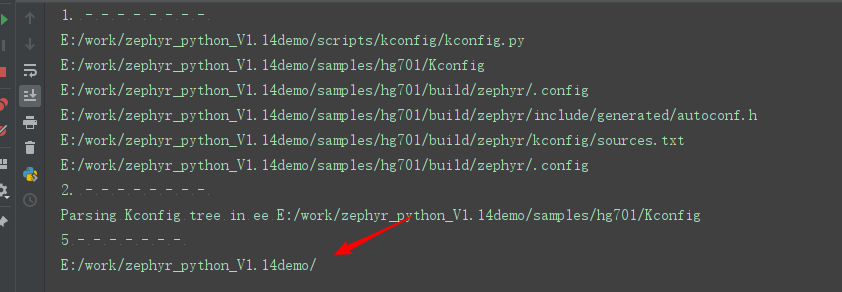 1. - - - - - - - -
E:/work/zephyr_python_V1.14demo/scripts/kconfig/kconfig.py
E:/work/zephyr_python_V1.14demo/samples/hg701/Kconfig
E:/work/zephyr_python_V1.14demo/samples/hg701/build/zephyr/.config
E:/work/zephyr_python_V1.14demo/samples/hg701/build/zephyr/include/generated/autoconf.h
E:/work/zephyr_python_V1.14demo/samples/hg701/build/zephyr/kconfig/sources.txt
E:/work/zephyr_python_V1.14demo/samples/hg701/build/zephyr/.config
2. - - - - - - - -
Parsing Kconfig tree in ee E:/work/zephyr_python_V1.14demo/samples/hg701/Kconfig
5 - - - - - - -
E:/work/zephyr_python_V1.14demo/